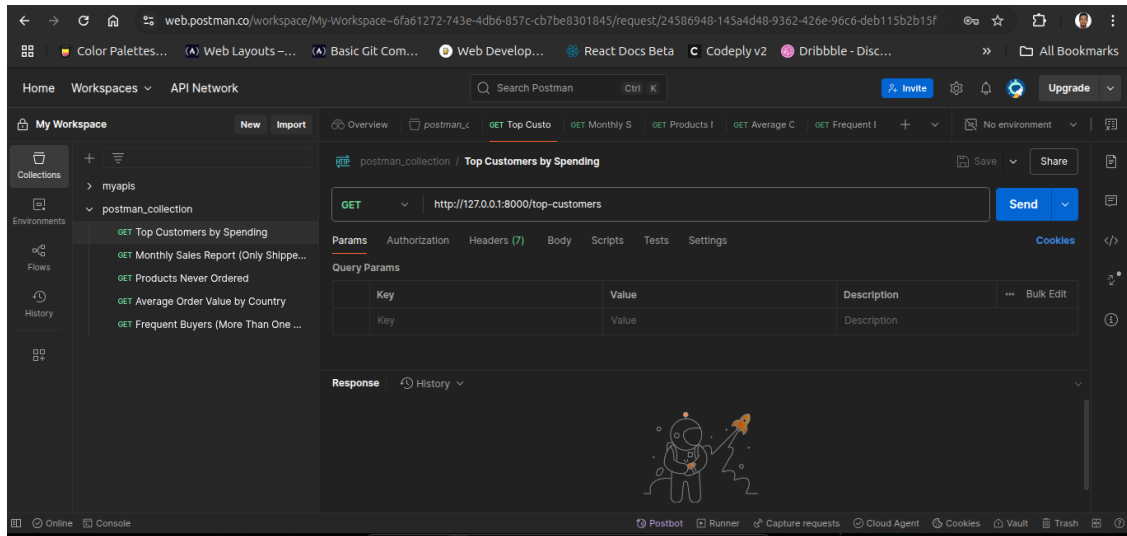 web.postman.co/workspace/My-Workspace~6fa61272-743e-4db6-857c-cb7be8301845/request/24586948-145a4d48-9362-426e-96c6-deb115b2b15f
Color Palettes... Web Layouts –... Basic Git Com... Web Develop... React Docs Beta Codeply v2 Dribbble - Disc... » All Bookmarks
Home Workspaces API Network Search Postman Ctrl K Invite Upgrade
My Workspace New Import Overview postman_c GET Top Custo GET Monthly S GET Products GET Average C GET Frequent No environment
Collections
Environments
Flows
History
myapis
postman_collection
GET Top Customers by Spending
GET Monthly Sales Report (Only Shippe...
GET Products Never Ordered
GET Average Order Value by Country
GET Frequent Buyers (More Than One ...
HTTP postman_collection / Top Customers by Spending Save Share
GET http://127.0.0.1:8000/top-customers Send
Params Authorization Headers (7) Body Scripts Tests Settings Cookies
Query Params
Key Value Description ... Bulk Edit
Key Value Description
Response History
Online Console Postbot Runner Capture requests Cloud Agent Cookies Vault Trash